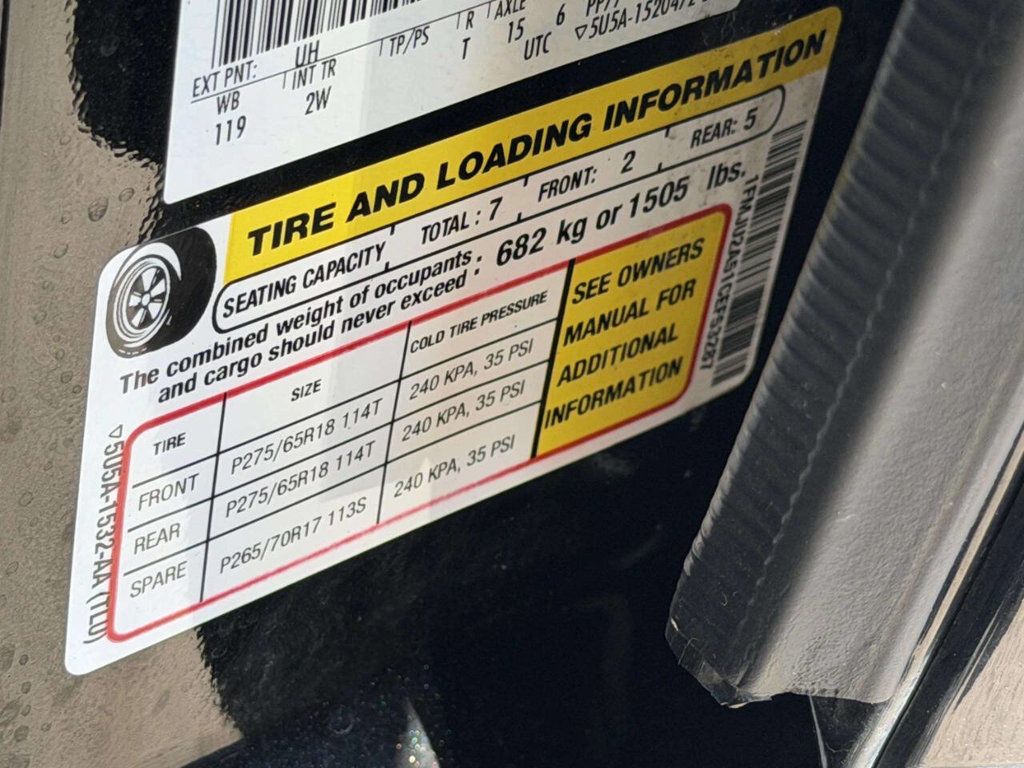 EXT PNT: UH
WB INT TR TP/PS R AXLE
119 2W T 15 6
UTC ▽5U5A-15204
TIRE AND LOADING INFORMATION
SEATING CAPACITY TOTAL: 7 FRONT: 2 REAR: 5
The combined weight of occupants
and cargo should never exceed : 682 kg or 1505 lbs.
TIRE SIZE COLD TIRE PRESSURE
FRONT P275/65R18 114T 240 KPA, 35 PSI
REAR P275/65R18 114T 240 KPA, 35 PSI
SPARE P265/70R17 113S 240 KPA, 35 PSI
SEE OWNERS
MANUAL FOR
ADDITIONAL
INFORMATION
▽5U5A-1532-AA (TL0)